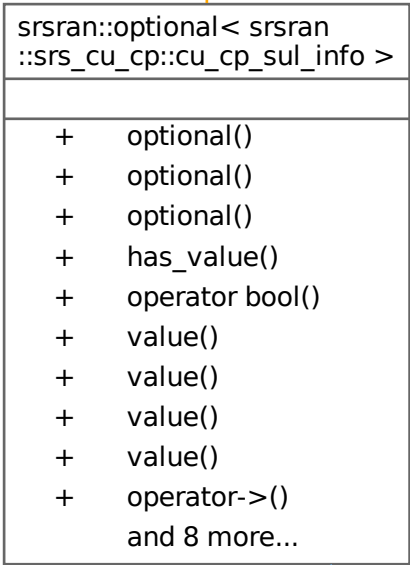 srsran::optional< srsran
::srs_cu_cp::cu_cp_sul_info >
+ optional()
+ optional()
+ optional()
+ has_value()
+ operator bool()
+ value()
+ value()
+ value()
+ value()
+ operator->()
and 8 more...